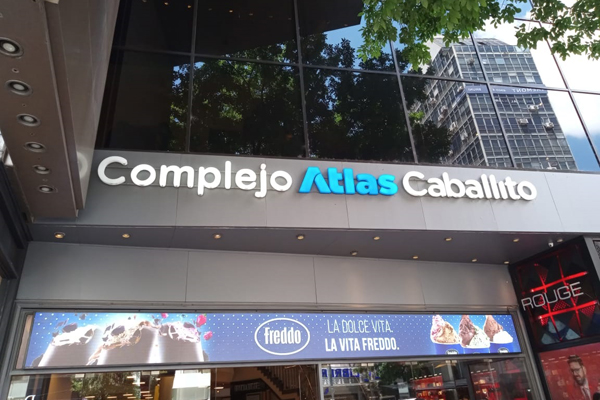 Complejo Atlas Caballito
freddo
LA DOLCE VITA.
LA VITA FREDDO.
ROUGE